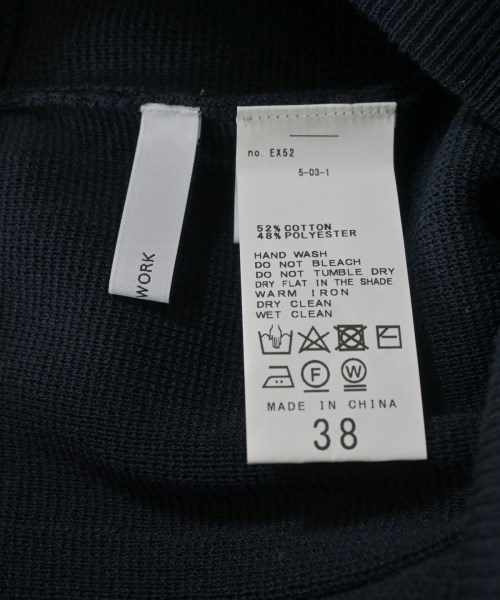 WORK
no. EX52
5-03-1
52% COTTON
48% POLYESTER
HAND WASH
DO NOT BLEACH
DO NOT TUMBLE DRY
DRY FLAT IN THE SHADE
WARM IRON
DRY CLEAN
WET CLEAN
F
W
MADE IN CHINA
38